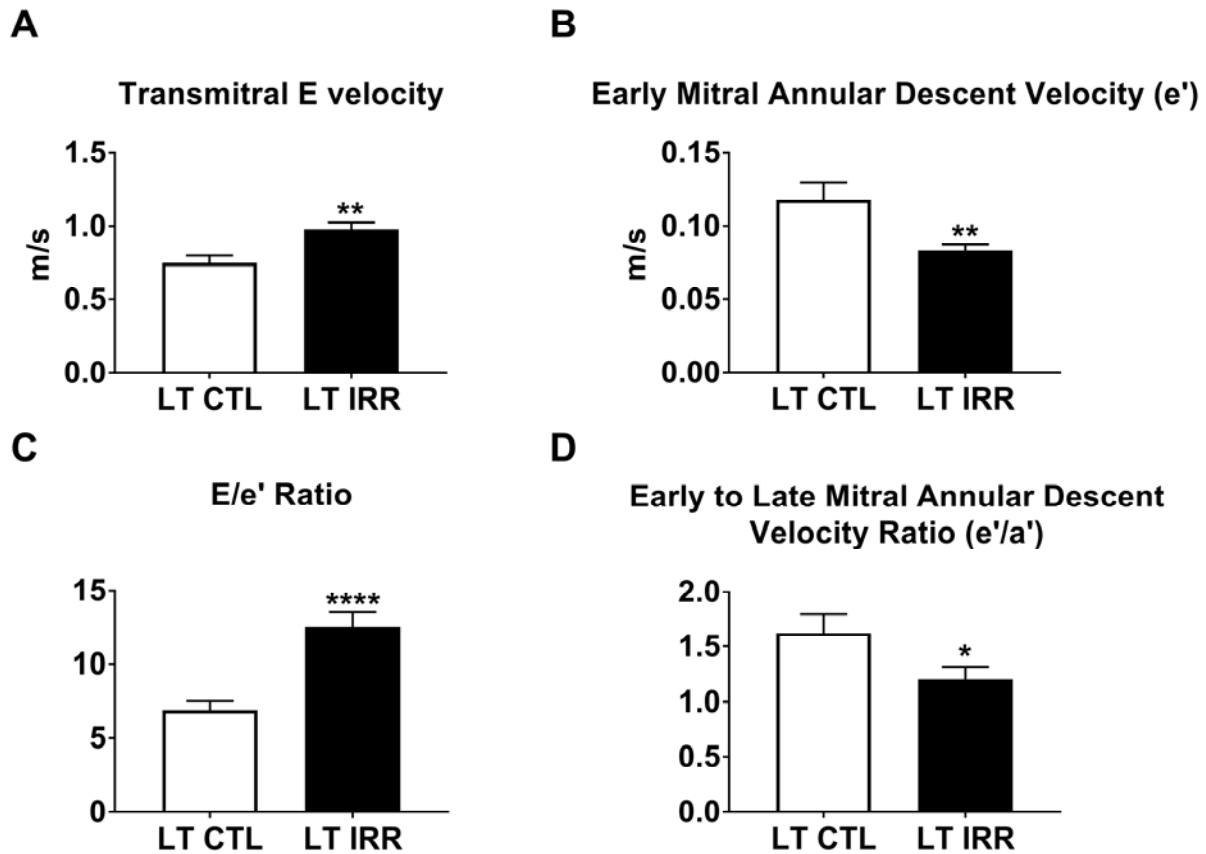 A
Transmitral E velocity
1.5
1.0
0.5
0.0
m/s
**
LT CTL LT IRR
B
Early Mitral Annular Descent Velocity (e')
0.15
0.10
0.05
0.00
m/s
**
LT CTL LT IRR
C
E/e' Ratio
15
10
5
0
****
LT CTL LT IRR
D
Early to Late Mitral Annular Descent
Velocity Ratio (e'/a')
2.0
1.5
1.0
0.5
0.0
*
LT CTL LT IRR